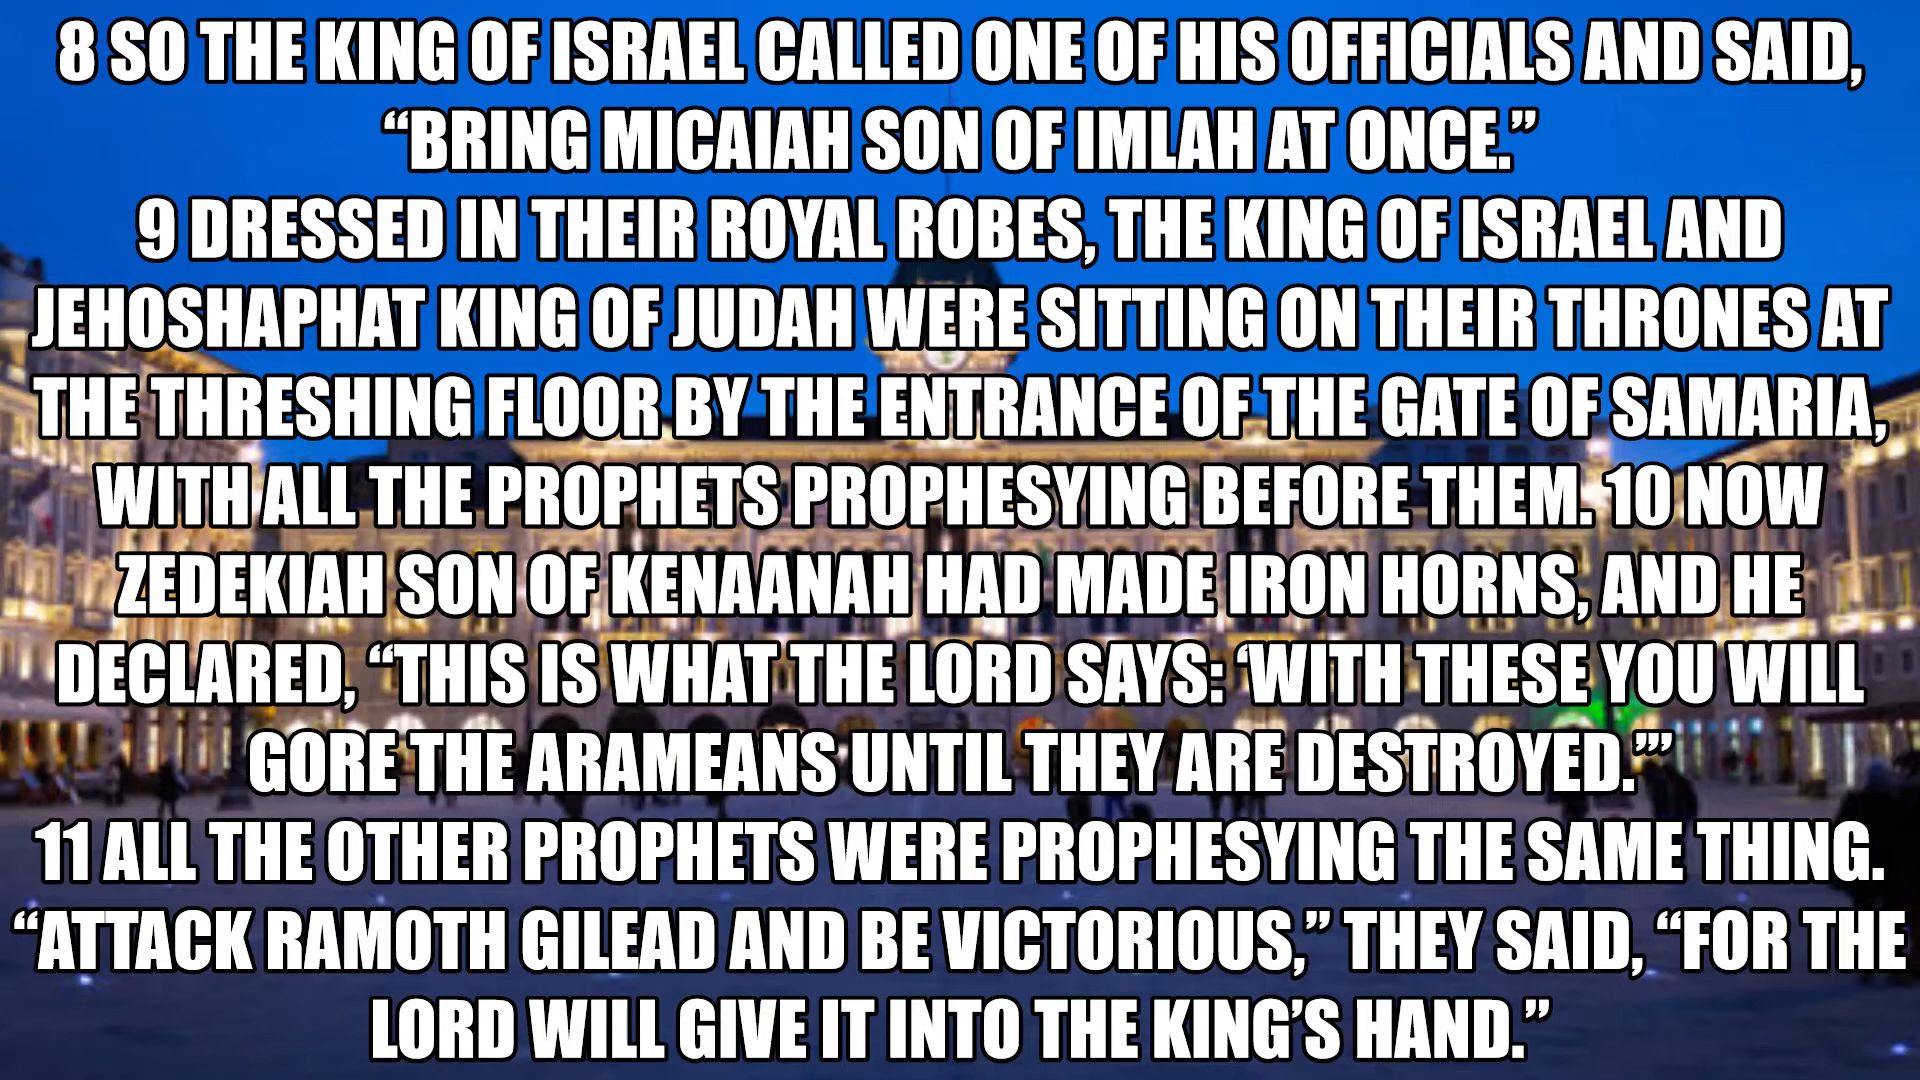 8 SO THE KING OF ISRAEL CALLED ONE OF HIS OFFICIALS AND SAID,
“BRING MICAIAH SON OF IMLAH AT ONCE.”
9 DRESSED IN THEIR ROYAL ROBES, THE KING OF ISRAEL AND
JEHOSHAPHAT KING OF JUDAH WERE SITTING ON THEIR THRONES AT
THE THRESHING FLOOR BY THE ENTRANCE OF THE GATE OF SAMARIA,
WITH ALL THE PROPHETS PROPHESYING BEFORE THEM. 10 NOW
ZEDEKIAH SON OF KENAANAH HAD MADE IRON HORNS, AND HE
DECLARED, “THIS IS WHAT THE LORD SAYS: ‘WITH THESE YOU WILL
GORE THE ARAMEANS UNTIL THEY ARE DESTROYED.’”
11 ALL THE OTHER PROPHETS WERE PROPHESYING THE SAME THING.
“ATTACK RAMOTH GILEAD AND BE VICTORIOUS,” THEY SAID, “FOR THE
LORD WILL GIVE IT INTO THE KING’S HAND.”